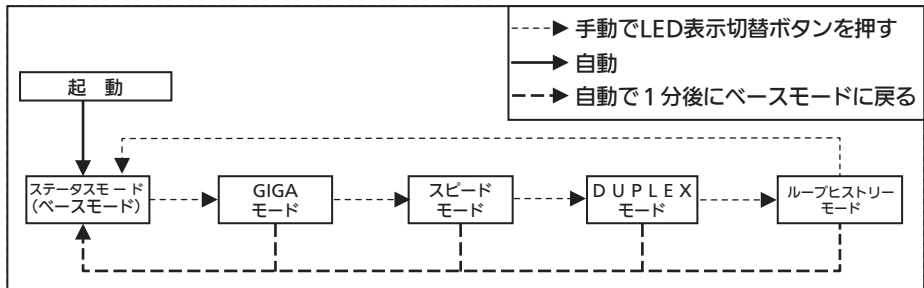 手動でLED表示切替ボタンを押す
自動
自動で1分後にベースモードに戻る
起 動
ステータスモード
（ベースモード）
GIGA
モード
スピード
モード
DUPLEX
モード
ループヒストリー
モード